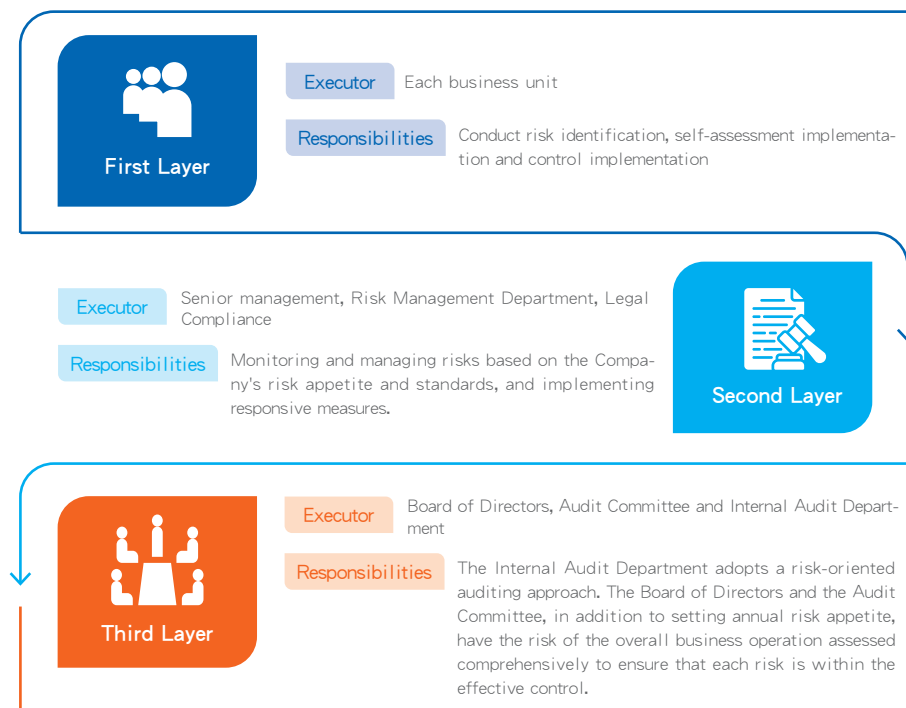 First Layer
Executor
Each business unit
Responsibilities
Conduct risk identification, self-assessment implementa-
tion and control implementation
Executor
Senior management, Risk Management Department, Legal
Compliance
Responsibilities
Monitoring and managing risks based on the Compa-
ny's risk appetite and standards, and implementing
responsive measures.
Second Layer
Third Layer
Executor
Board of Directors, Audit Committee and Internal Audit Depart-
ment
Responsibilities
The Internal Audit Department adopts a risk-oriented
auditing approach. The Board of Directors and the Audit
Committee, in addition to setting annual risk appetite,
have the risk of the overall business operation assessed
comprehensively to ensure that each risk is within the
effective control.